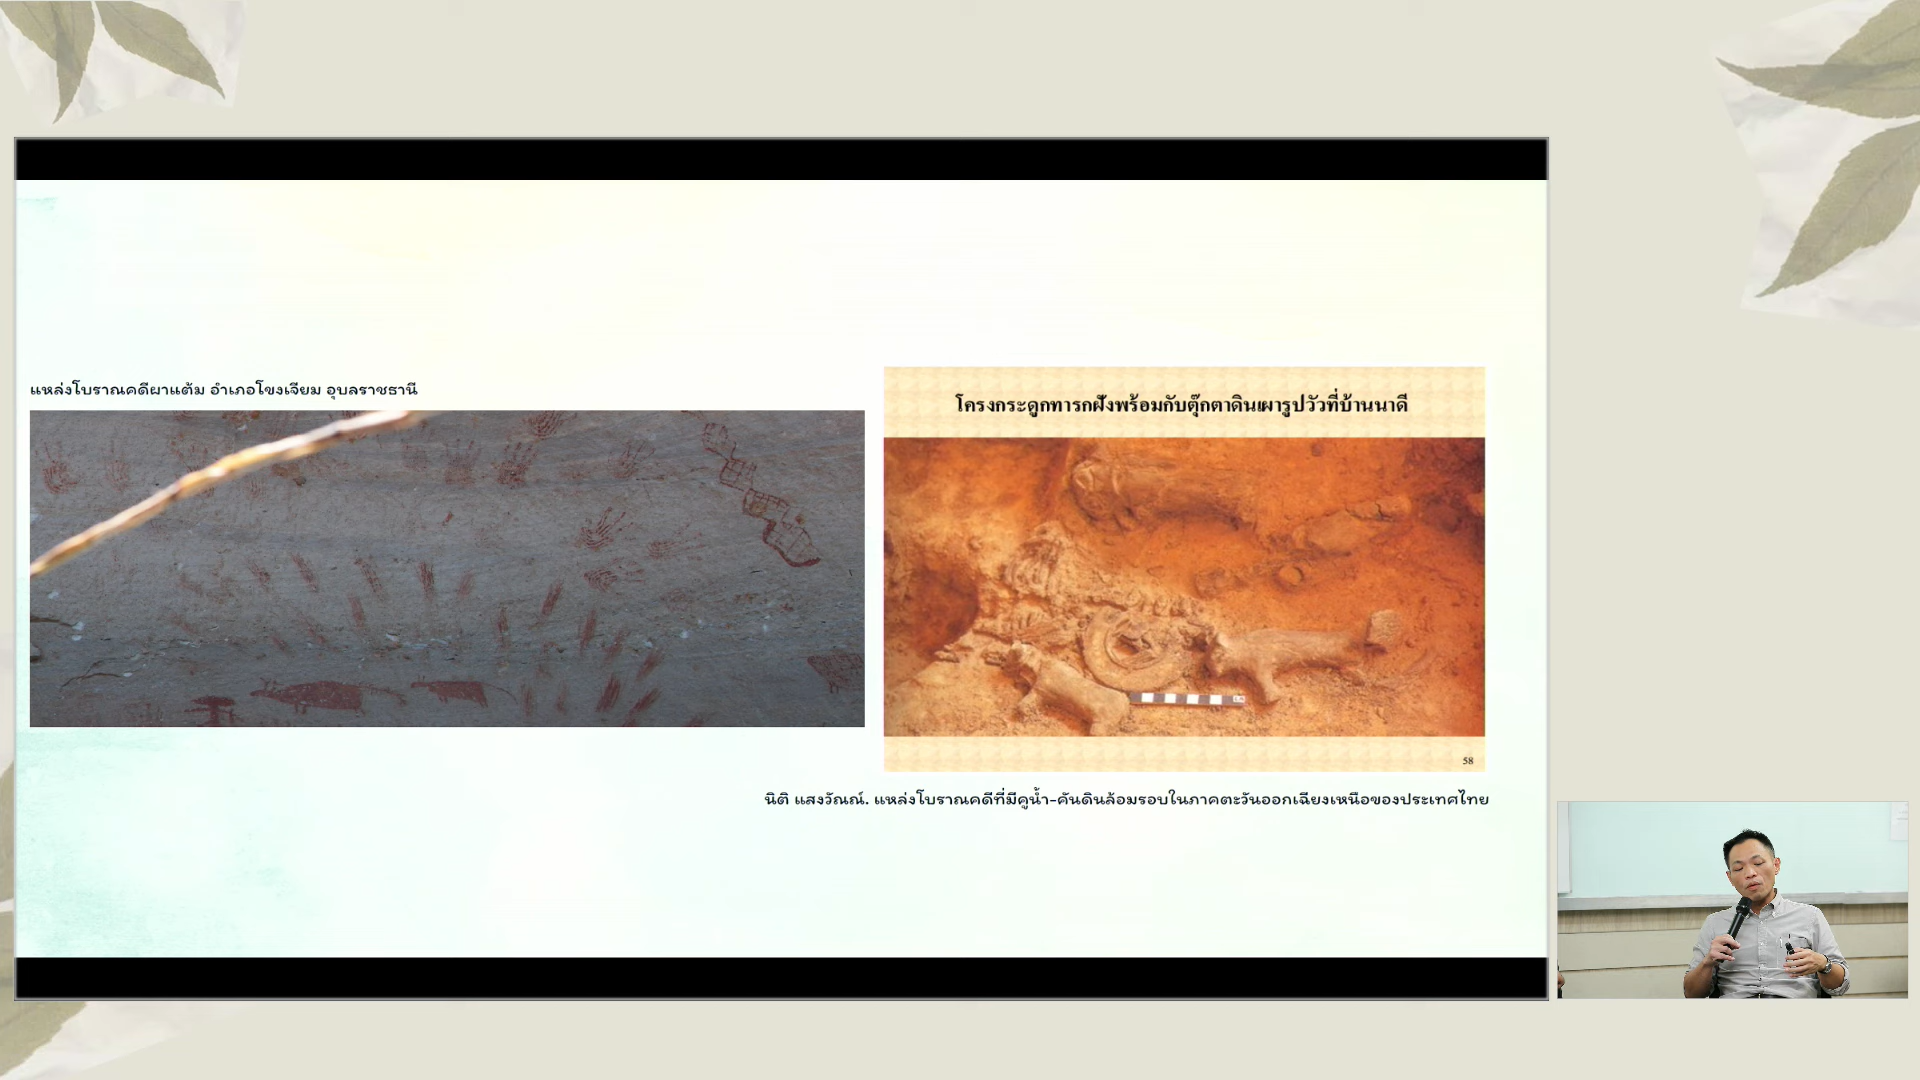 แหล่งโบราณคดีผาแต้ม อำเภอโขงเจียม อุบลราชธานี
โครงกระดูกทารกฝังพร้อมกับตุ๊กตาดินเผารูปวัวที่บ้านนาดี
58
นิติ แสงวัณณ์. แหล่งโบราณคดีที่มีคูน้ำ-คันดินล้อมรอบในภาคตะวันออกเฉียงเหนือของประเทศไทย